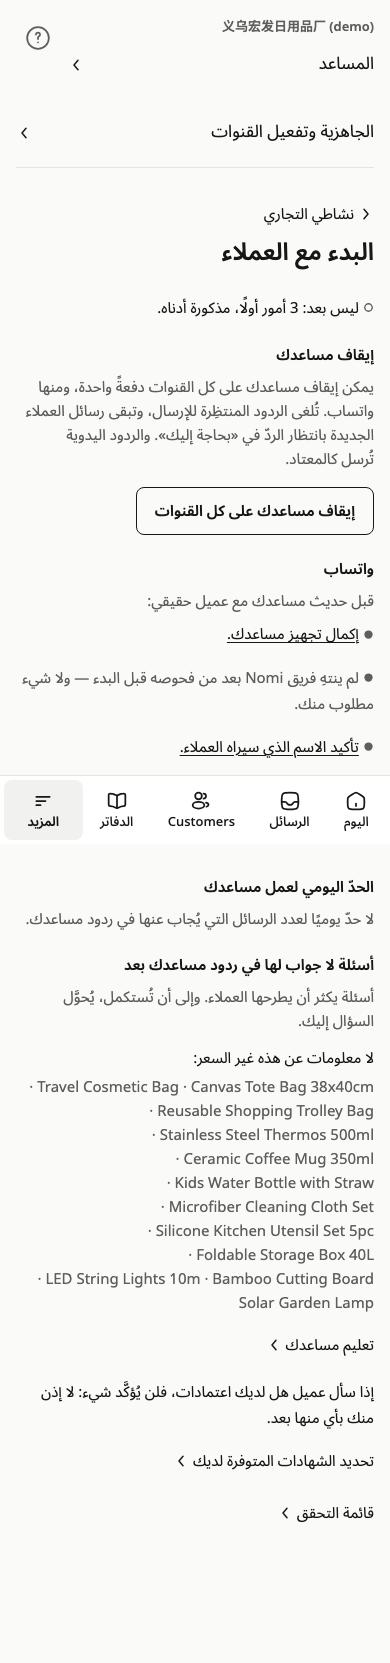 义乌宏发日用品厂 (demo)
المساعد
الجاهزية وتفعيل القنوات
نشاطي التجاري
البدء مع العملاء
ليس بعد: 3 أمور أولًا، مذكورة أدناه.
إيقاف مساعدك
يمكن إيقاف مساعدك على كل القنوات دفعةً واحدة، ومنها
واتساب. تُلغى الردود المنتظِرة للإرسال، وتبقى رسائل العملاء
الجديدة بانتظار الردّ في «بحاجة إليك». والردود اليدوية
تُرسل كالمعتاد.
إيقاف مساعدك على كل القنوات
واتساب
قبل حديث مساعدك مع عميل حقيقي:
● إكمال تجهيز مساعدك.
● لم ينتهِ فريق Nomi بعد من فحوصه قبل البدء — ولا شيء
مطلوب منك.
● تأكيد الاسم الذي سيراه العملاء.
اليوم
الرسائل
Customers
الدفاتر
المزيد
الحدّ اليومي لعمل مساعدك
لا حدّ يوميًا لعدد الرسائل التي يُجاب عنها في ردود مساعدك.
أسئلة لا جواب لها في ردود مساعدك بعد
أسئلة يكثر أن يطرحها العملاء. وإلى أن تُستكمل، يُحوَّل
السؤال إليك.
لا معلومات عن هذه غير السعر:
Travel Cosmetic Bag · Canvas Tote Bag 38x40cm ·
Reusable Shopping Trolley Bag ·
Stainless Steel Thermos 500ml ·
Ceramic Coffee Mug 350ml ·
Kids Water Bottle with Straw ·
Microfiber Cleaning Cloth Set ·
Silicone Kitchen Utensil Set 5pc ·
Foldable Storage Box 40L ·
LED String Lights 10m · Bamboo Cutting Board ·
Solar Garden Lamp
تعليم مساعدك
إذا سأل عميل هل لديك اعتمادات، فلن يُؤكَّد شيء: لا إذن
منك بأي منها بعد.
تحديد الشهادات المتوفرة لديك
قائمة التحقق